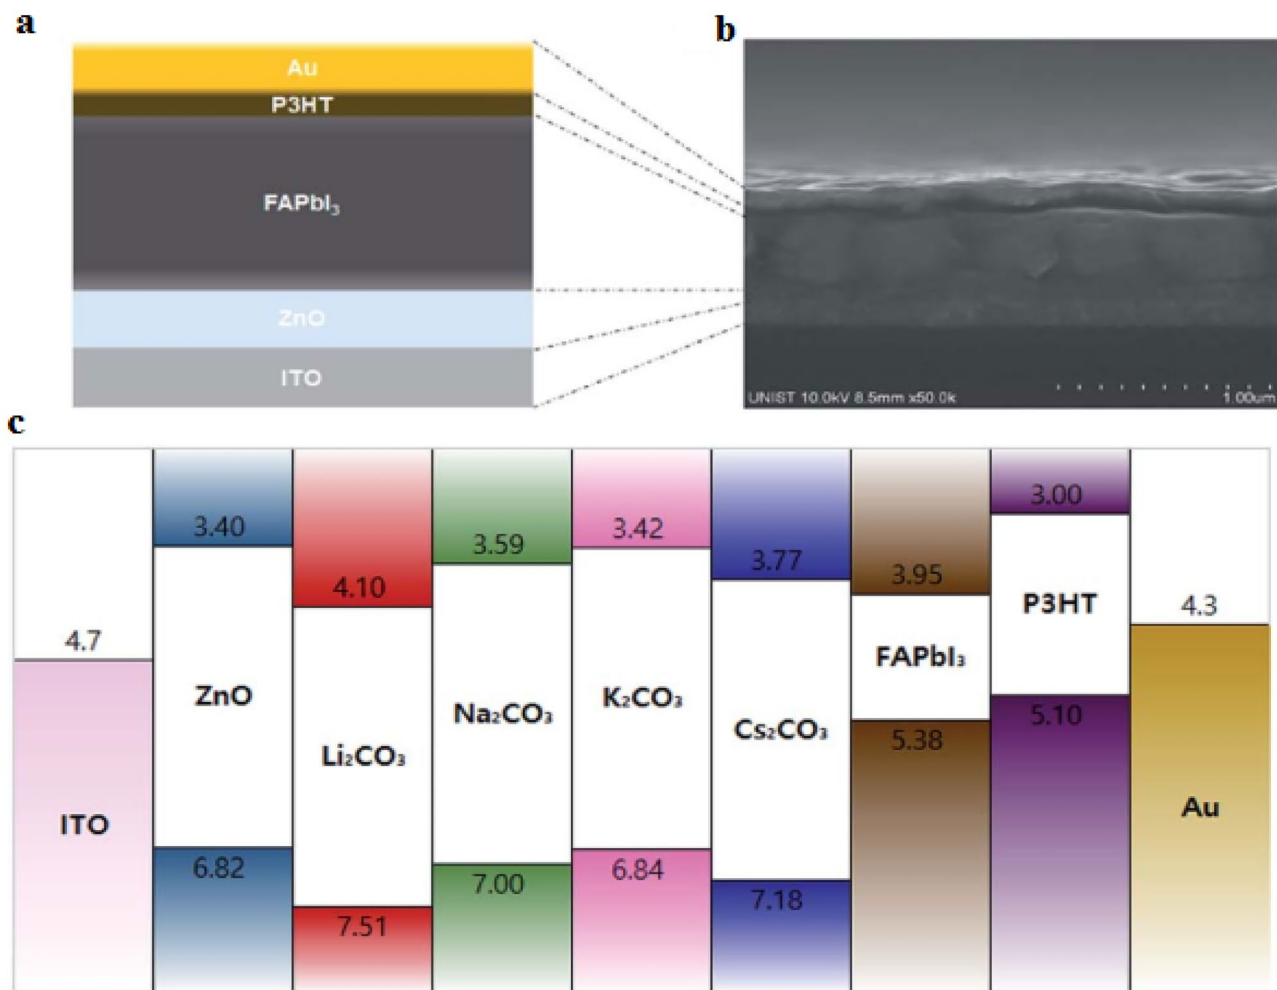 a
Au
P3HT
FAPbI₃
ZnO
ITO
b
UNIST 10.0kV 8.5mm x50.0k 1.00um
c
4.7
ITO
3.40
ZnO
6.82
4.10
Li₂CO₃
7.51
3.59
Na₂CO₃
7.00
3.42
K₂CO₃
6.84
3.77
Cs₂CO₃
7.18
3.95
FAPbI₃
5.38
3.00
P3HT
5.10
4.3
Au